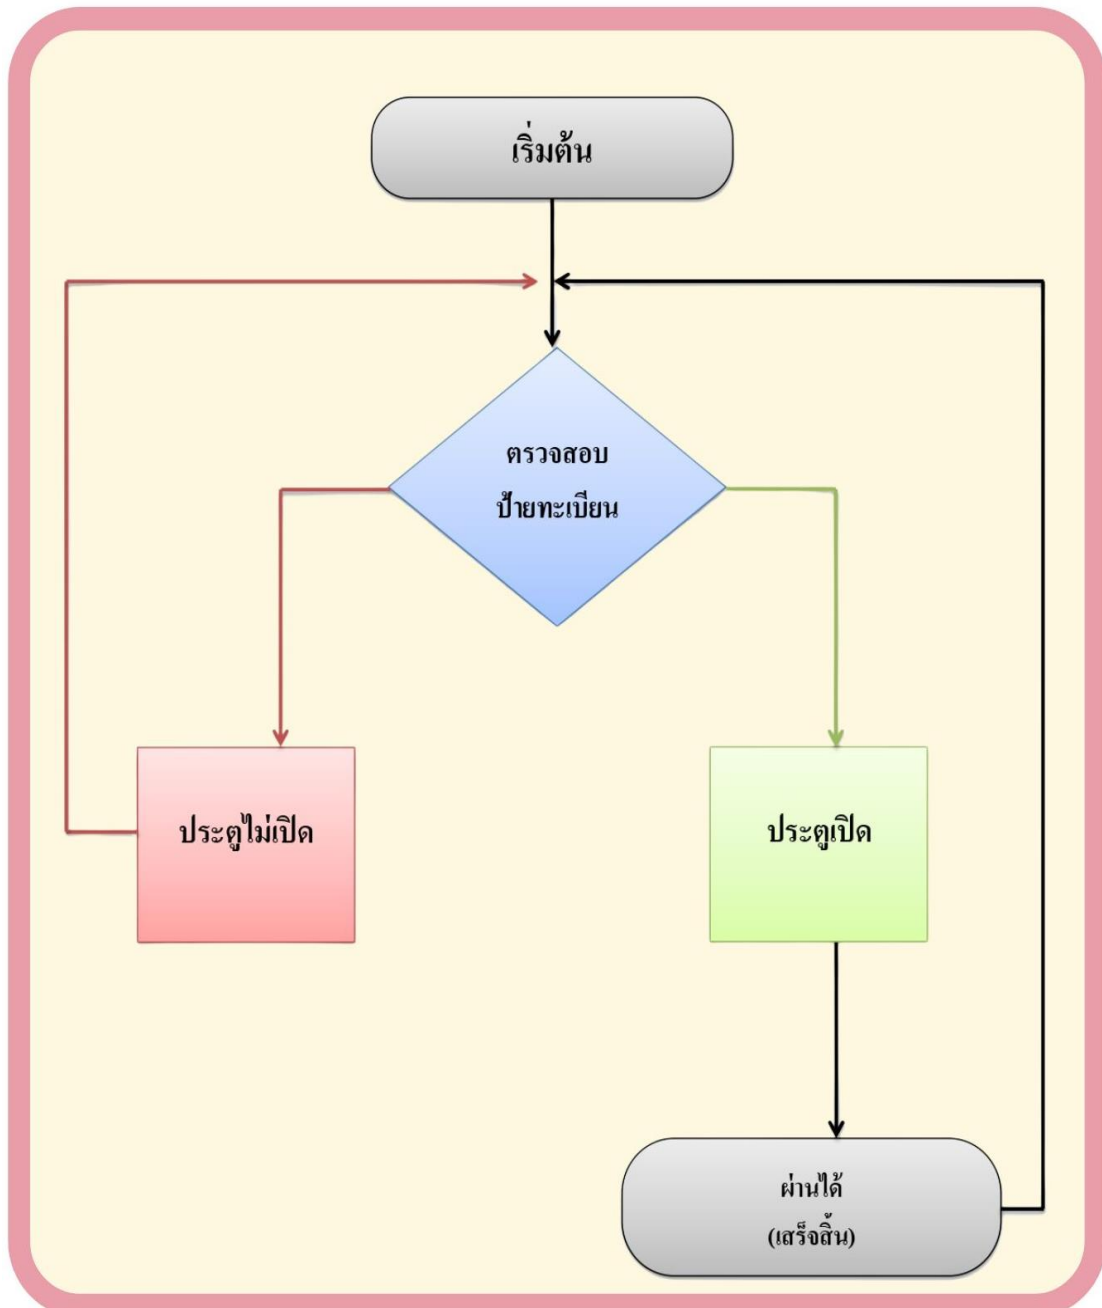 เริ่มต้น
ตรวจสอบ
ป้ายทะเบียน
ประตูไม่เปิด
ประตูเปิด
ผ่านได้
(เสร็จสิ้น)